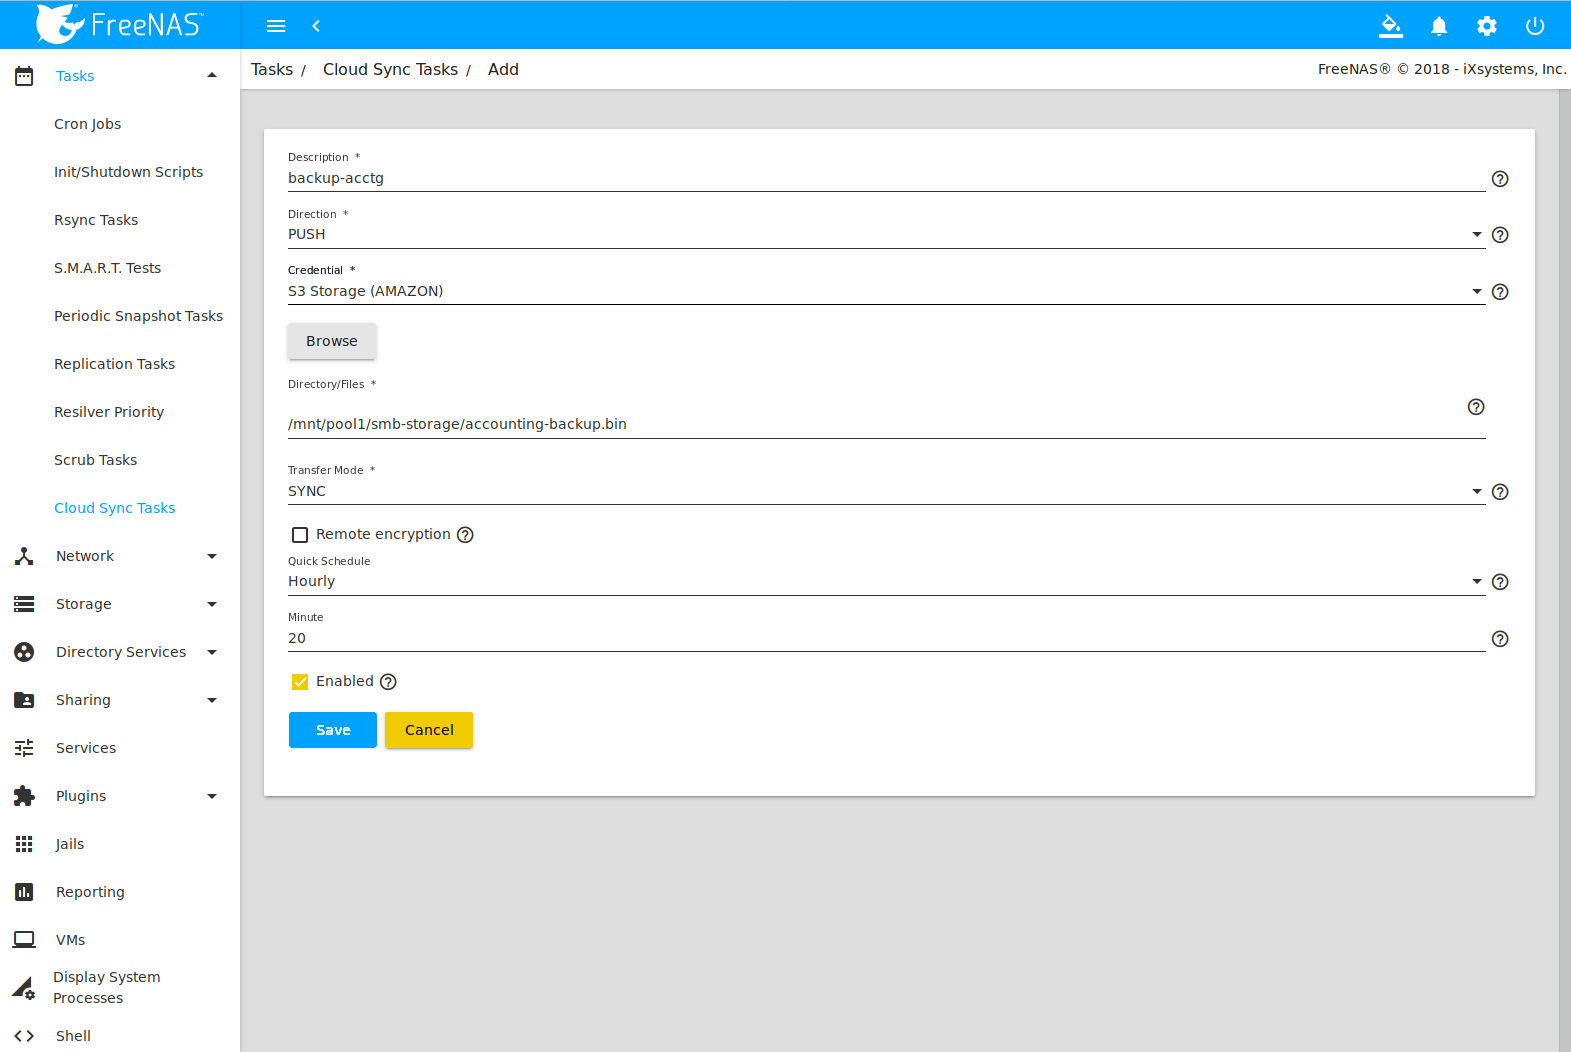 FreeNAS™
Tasks / Cloud Sync Tasks / Add
FreeNAS® © 2018 - iXsystems, Inc.
Tasks
Cron Jobs
Init/Shutdown Scripts
Rsync Tasks
S.M.A.R.T. Tests
Periodic Snapshot Tasks
Replication Tasks
Resilver Priority
Scrub Tasks
Cloud Sync Tasks
Network
Storage
Directory Services
Sharing
Services
Plugins
Jails
Reporting
VMs
Display System
Processes
Shell
Description *
backup-acctg
Direction *
PUSH
Credential *
S3 Storage (AMAZON)
Browse
Directory/Files *
/mnt/pool1/smb-storage/accounting-backup.bin
Transfer Mode *
SYNC
Remote encryption
Quick Schedule
Hourly
Minute
20
Enabled
Save Cancel